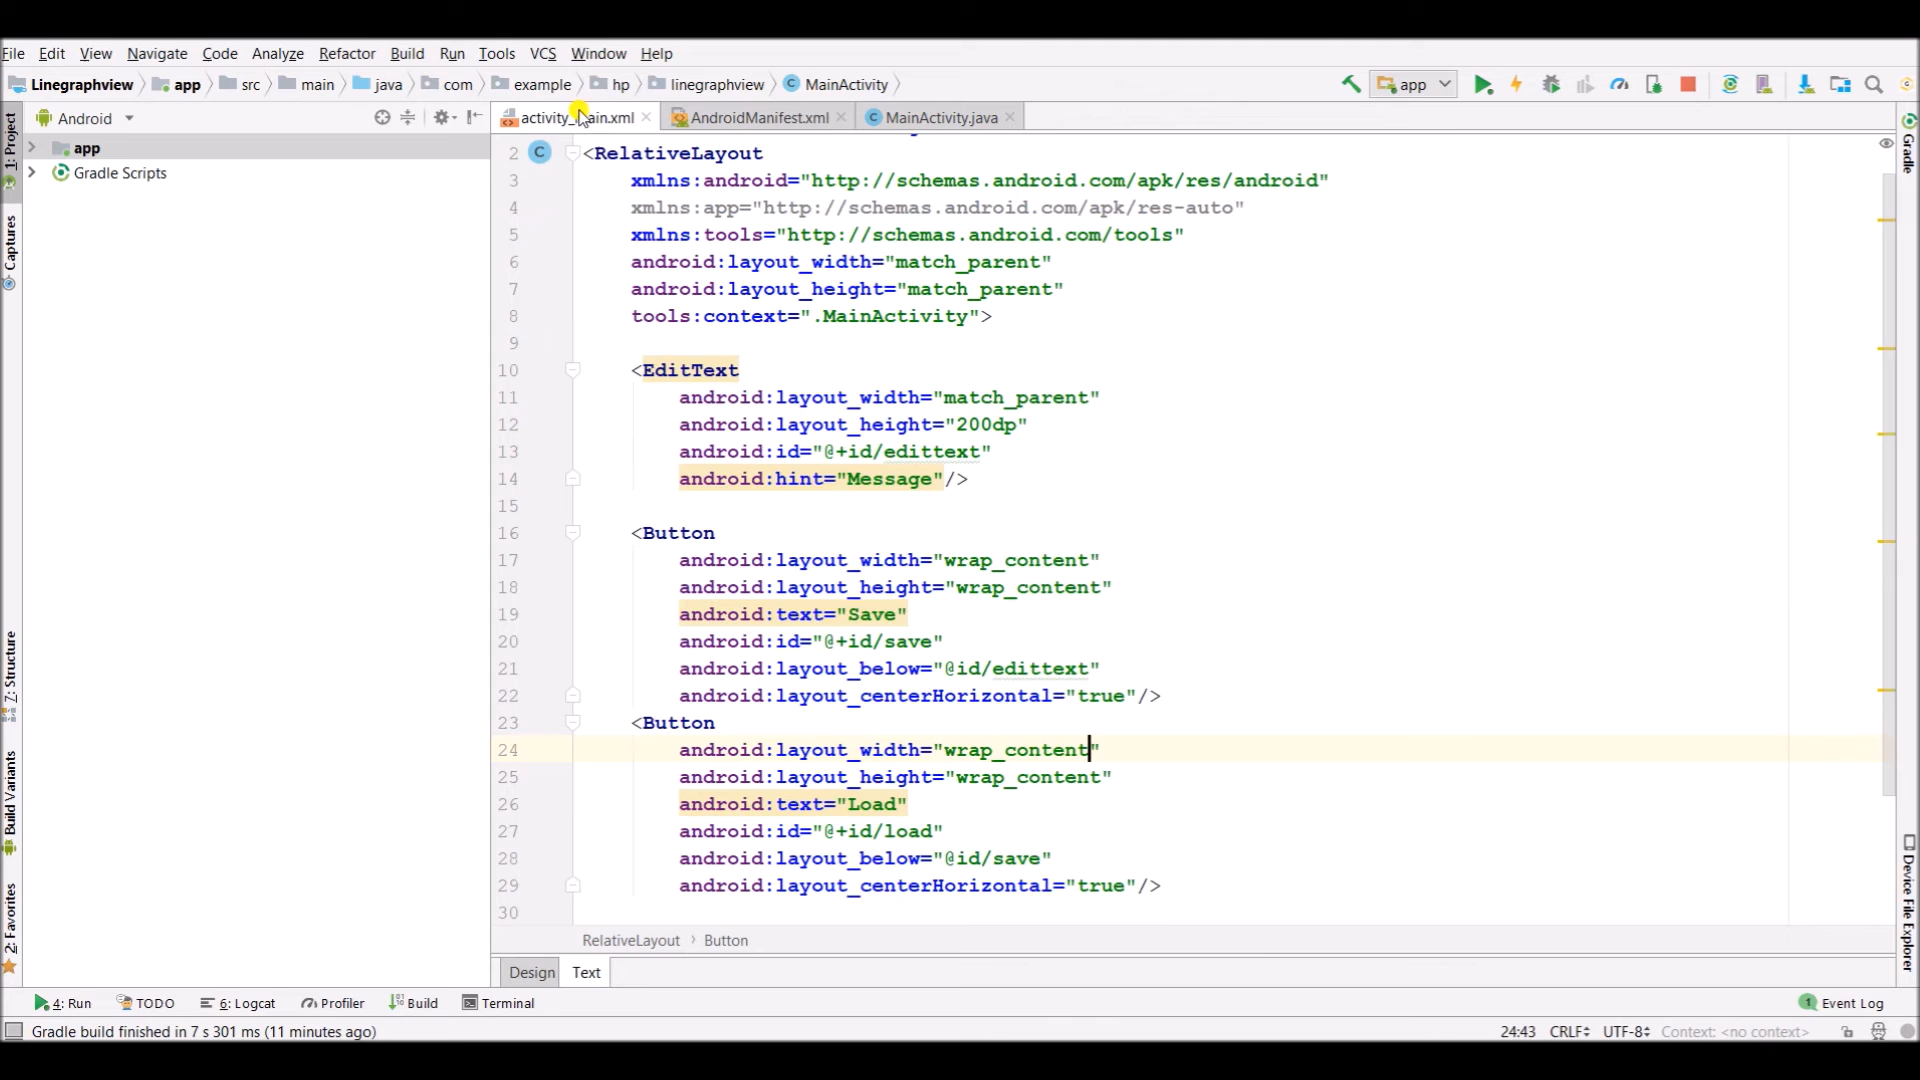 File Edit View Navigate Code Analyze Refactor Build Run Tools VCS Window Help
Linegraphview app src main java com example hp linegraphview MainActivity app
Android activity_main.xml AndroidManifest.xml MainActivity.java
app
Gradle Scripts
1: Project
Captures
7: Structure
Build Variants
2: Favorites
2 <RelativeLayout
3 xmlns:android="http://schemas.android.com/apk/res/android"
4 xmlns:app="http://schemas.android.com/apk/res-auto"
5 xmlns:tools="http://schemas.android.com/tools"
6 android:layout_width="match_parent"
7 android:layout_height="match_parent"
8 tools:context=".MainActivity">
9
10 <EditText
11 android:layout_width="match_parent"
12 android:layout_height="200dp"
13 android:id="@+id/edittext"
14 android:hint="Message"/>
15
16 <Button
17 android:layout_width="wrap_content"
18 android:layout_height="wrap_content"
19 android:text="Save"
20 android:id="@+id/save"
21 android:layout_below="@id/edittext"
22 android:layout_centerHorizontal="true"/>
23 <Button
24 android:layout_width="wrap_content"
25 android:layout_height="wrap_content"
26 android:text="Load"
27 android:id="@+id/load"
28 android:layout_below="@id/save"
29 android:layout_centerHorizontal="true"/>
30
Gradle
Device File Explorer
RelativeLayout › Button
Design Text
4: Run TODO 6: Logcat Profiler Build Terminal 1 Event Log
Gradle build finished in 7 s 301 ms (11 minutes ago) 24:43 CRLF UTF-8 Context: <no context>